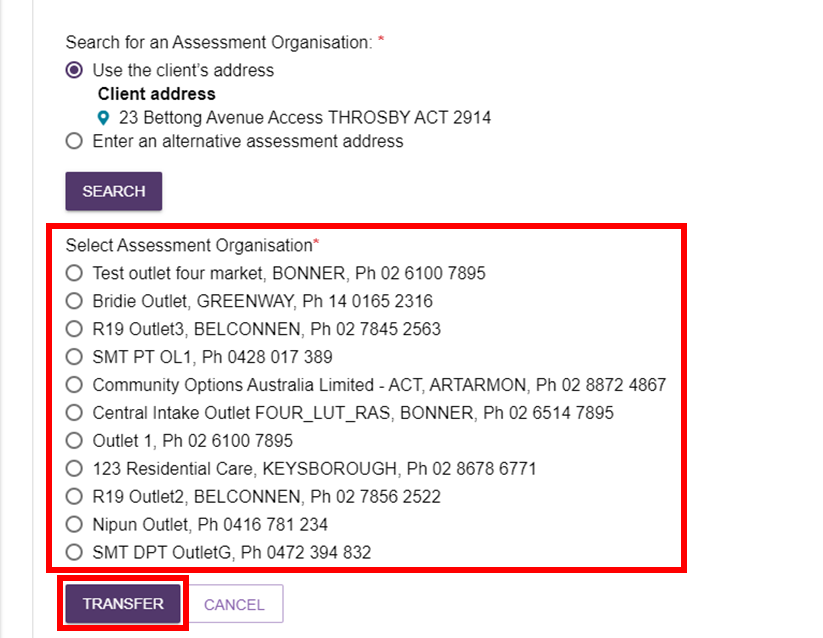 Search for an Assessment Organisation: *
Use the client's address
Client address
23 Bettong Avenue Access THROSBY ACT 2914
Enter an alternative assessment address
SEARCH
Select Assessment Organisation*
Test outlet four market, BONNER, Ph 02 6100 7895
Bridie Outlet, GREENWAY, Ph 14 0165 2316
R19 Outlet3, BELCONNEN, Ph 02 7845 2563
SMT PT OL1, Ph 0428 017 389
Community Options Australia Limited - ACT, ARTARMON, Ph 02 8872 4867
Central Intake Outlet FOUR_LUT_RAS, BONNER, Ph 02 6514 7895
Outlet 1, Ph 02 6100 7895
123 Residential Care, KEYSBOROUGH, Ph 02 8678 6771
R19 Outlet2, BELCONNEN, Ph 02 7856 2522
Nipun Outlet, Ph 0416 781 234
SMT DPT OutletG, Ph 0472 394 832
TRANSFER CANCEL